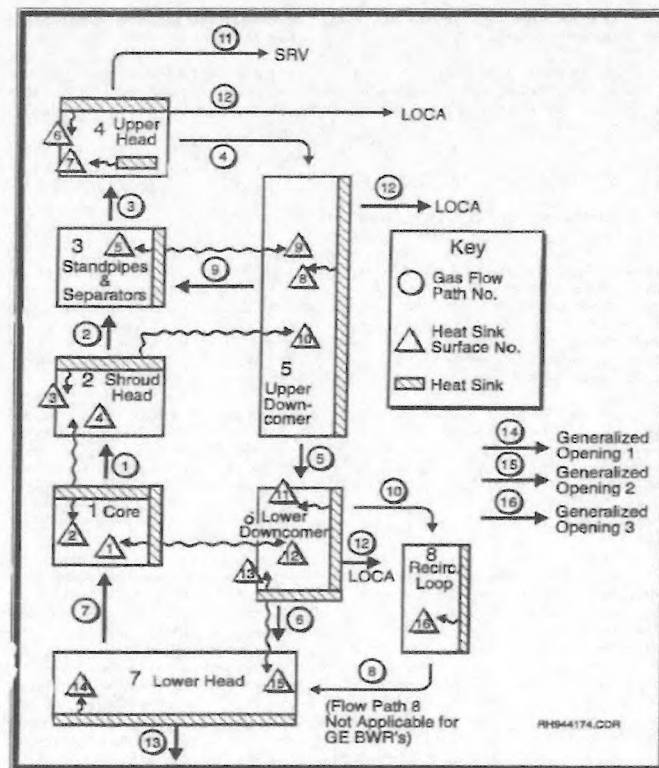 11
SRV
12
LOCA
4 Upper
Head
6
7
4
12
LOCA
3
3
Standpipes
&
Separators
5
9
9
8
Key
Gas Flow
Path No.
Heat Sink
Surface No.
Heat Sink
2
10
2
Shroud
Head
3
4
5
Upper
Down-
comer
14
Generalized
Opening 1
15
Generalized
Opening 2
16
Generalized
Opening 3
1
5
11
10
1 Core
2
1
Lower
Downcomer
12
13
12
LOCA
8
Recirc.
Loop
16
7
6
7 Lower Head
14
15
8
(Flow Path 8
Not Applicable for
GE BWR's)
13
RH944174.CDR